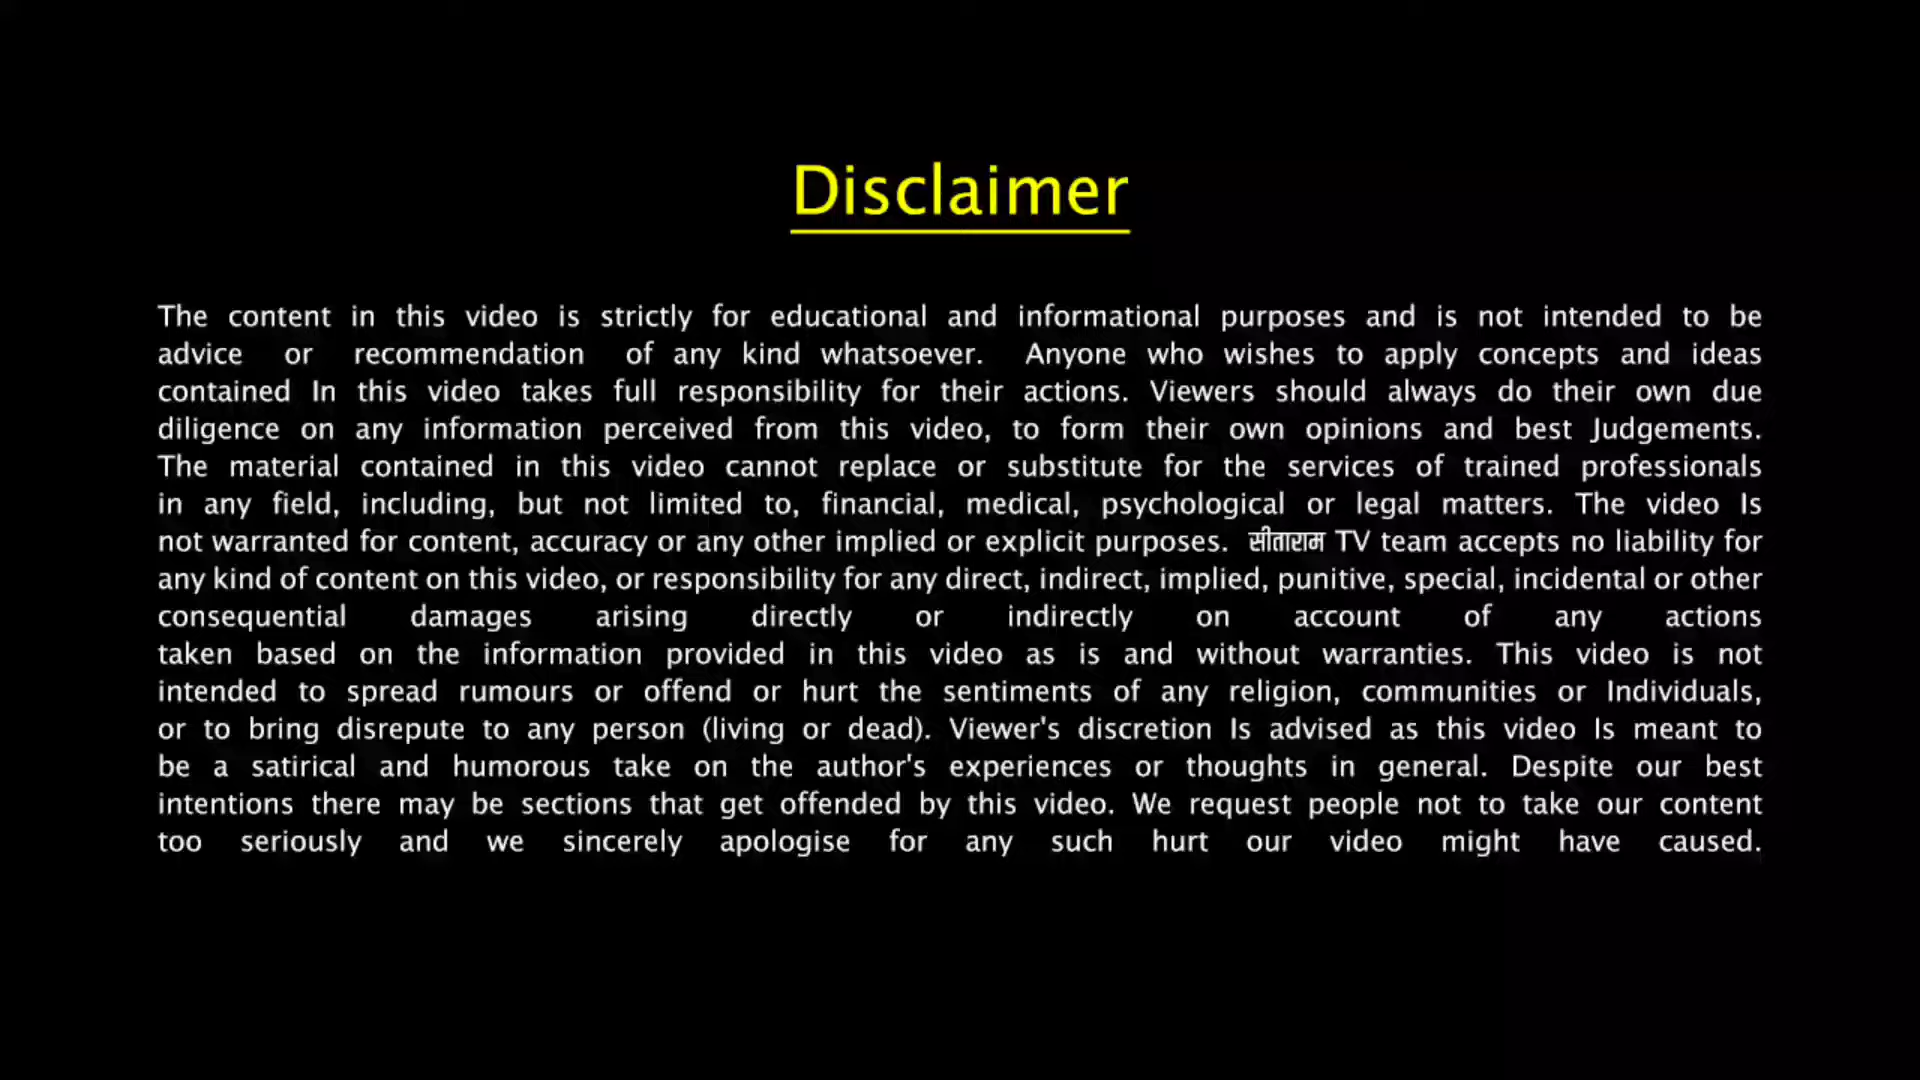 Disclaimer
The content in this video is strictly for educational and informational purposes and is not intended to be
advice or recommendation of any kind whatsoever. Anyone who wishes to apply concepts and ideas
contained In this video takes full responsibility for their actions. Viewers should always do their own due
diligence on any information perceived from this video, to form their own opinions and best Judgements.
The material contained in this video cannot replace or substitute for the services of trained professionals
in any field, including, but not limited to, financial, medical, psychological or legal matters. The video Is
not warranted for content, accuracy or any other implied or explicit purposes. सीताराम TV team accepts no liability for
any kind of content on this video, or responsibility for any direct, indirect, implied, punitive, special, incidental or other
consequential damages arising directly or indirectly on account of any actions
taken based on the information provided in this video as is and without warranties. This video is not
intended to spread rumours or offend or hurt the sentiments of any religion, communities or Individuals,
or to bring disrepute to any person (living or dead). Viewer's discretion Is advised as this video Is meant to
be a satirical and humorous take on the author's experiences or thoughts in general. Despite our best
intentions there may be sections that get offended by this video. We request people not to take our content
too seriously and we sincerely apologise for any such hurt our video might have caused.